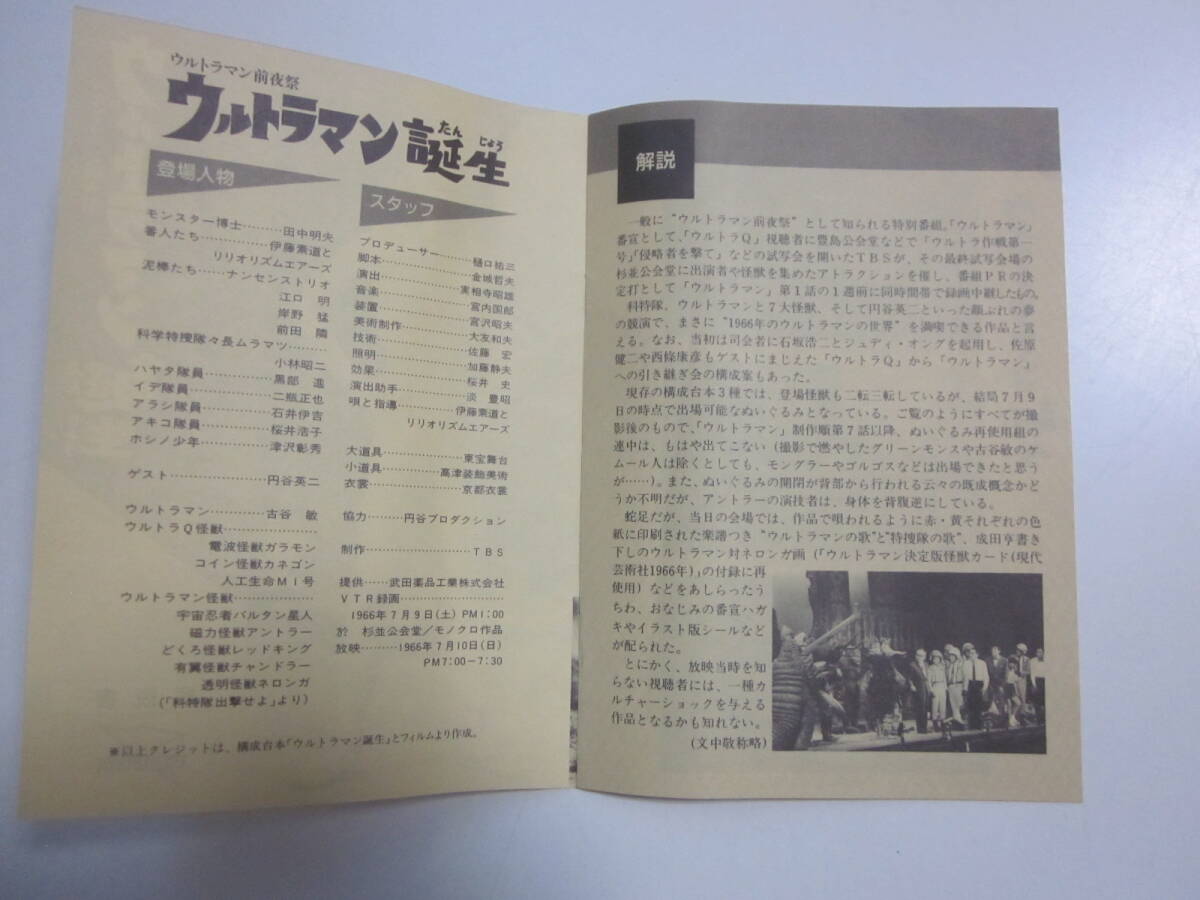 ウルトラマン前夜祭
ウルトラマン誕生
たん じょう
登場人物
モンスター博士………田中明夫
番人たち…………伊藤素道と
リリオリズムエアーズ
泥棒たち……ナンセンストリオ
江口 明
岸野 猛
前田 隣
科学特捜隊々長ムラマツ………
小林昭二
ハヤタ隊員…………黒部 進
イデ隊員……………二瓶正也
アラシ隊員…………石井伊吉
アキコ隊員…………桜井浩子
ホシノ少年…………津沢彰秀
ゲスト………………円谷英二
ウルトラマン…………古谷 敏
ウルトラQ怪獣………………
電波怪獣ガラモン
コイン怪獣カネゴン
人工生命M1号
ウルトラマン怪獣………………
宇宙忍者バルタン星人
磁力怪獣アントラー
どくろ怪獣レッドキング
有翼怪獣チャンドラー
透明怪獣ネロンガ
(「科特隊出撃せよ」より)
スタッフ
プロデューサー………樋口祐三
脚本……………………金城哲夫
演出……………………実相寺昭雄
音楽……………………宮内国郎
装置……………………宮沢昭夫
美術制作………………大友和夫
技術……………………佐藤 宏
照明……………………加藤静夫
効果……………………桜井 史
演出助手………………淡 豊昭
唄と指導………………伊藤素道と
リリオリズムエアーズ
大道具…………………東宝舞台
小道具…………高津装飾美術
衣裳……………………京都衣裳
協力………円谷プロダクション
制作……………………TBS
提供……武田薬品工業株式会社
VTR録画………………
1966年7月9日(土)PM1:00
於 杉並公会堂/モノクロ作品
放映………1966年7月10日(日)
PM7:00-7:30
※以上クレジットは、構成台本「ウルトラマン誕生」とフィルムより作成。
解説
一般に“ウルトラマン前夜祭”として知られる特別番組。「ウルトラマン」
番宣として、「ウルトラQ」視聴者に豊島公会堂などで「ウルトラ作戦第一
号」「侵略者を撃て」などの試写会を開いたTBSが、その最終試写会場の
杉並公会堂に出演者や怪獣を集めたアトラクションを催し、番組PRの決
定打として「ウルトラマン」第1話の1週前に同時間帯で録画中継したもの。
科特隊、ウルトラマンと7大怪獣、そして円谷英二といった顔ぶれの夢
の競演で、まさに“1966年のウルトラマンの世界”を満喫できる作品と言
える。なお、当初は司会者に石坂浩二とジュディ・オングを起用し、佐原
健二や西條康彦もゲストにまじえた「ウルトラQ」から「ウルトラマン」
への引き継ぎ会の構成案もあった。
現存の構成台本3種では、登場怪獣も二転三転しているが、結局7月9
日の時点で出場可能なぬいぐるみとなっている。ご覧のようにすべてが撮
影後のもので、「ウルトラマン」制作順第7話以降、ぬいぐるみ再使用組の
連中は、もはや出てこない(撮影で燃やしたグリーンモンスや古谷敏のケ
ムール人は除くとしても、モングラーやゴルゴスなどは出場できたと思う
が……)。また、ぬいぐるみの開閉が背部から行われる云々の既成概念かど
うか不明だが、アントラーの演技者は、身体を背腹逆にしている。
蛇足だが、当日の会場では、作品で唄われるように赤・黄それぞれの色
紙に印刷された楽譜つき“ウルトラマンの歌”と“特捜隊の歌”、成田亨書き
下しのウルトラマン対ネロンガ画(『ウルトラマン決定版怪獣カード(現代
芸術社1966年)』の付録に再
使用)などをあしらったう
ちわ、おなじみの番宣ハガ
キやイラスト版シールなど
が配られた。
とにかく、放映当時を知
らない視聴者には、一種カ
ルチャーショックを与える
作品となるかも知れない。
(文中敬称略)